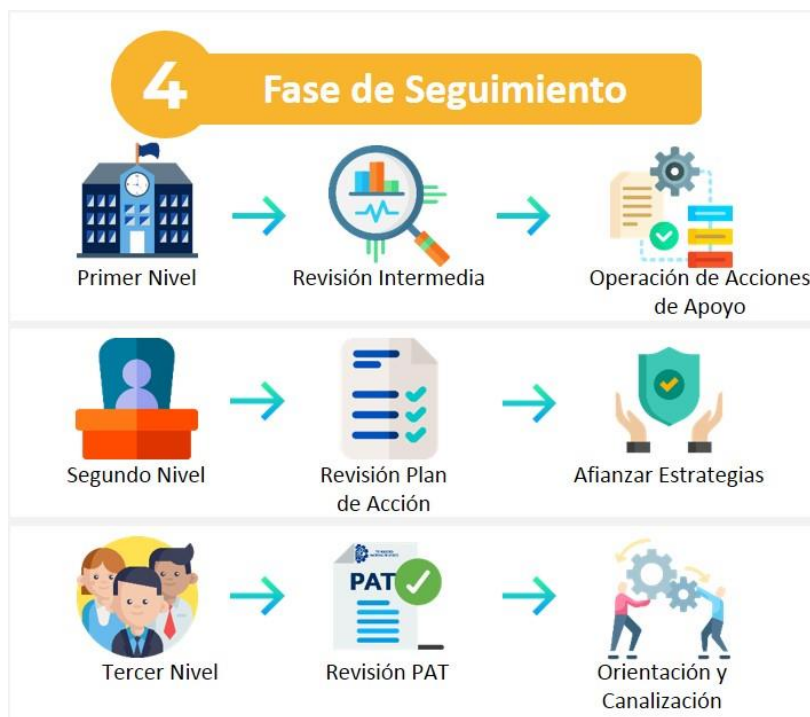 4
Fase de Seguimiento
Primer Nivel
Revisión Intermedia
Operación de Acciones
de Apoyo
Segundo Nivel
Revisión Plan
de Acción
Afianzar Estrategias
PAT
Tercer Nivel
Revisión PAT
Orientación y
Canalización